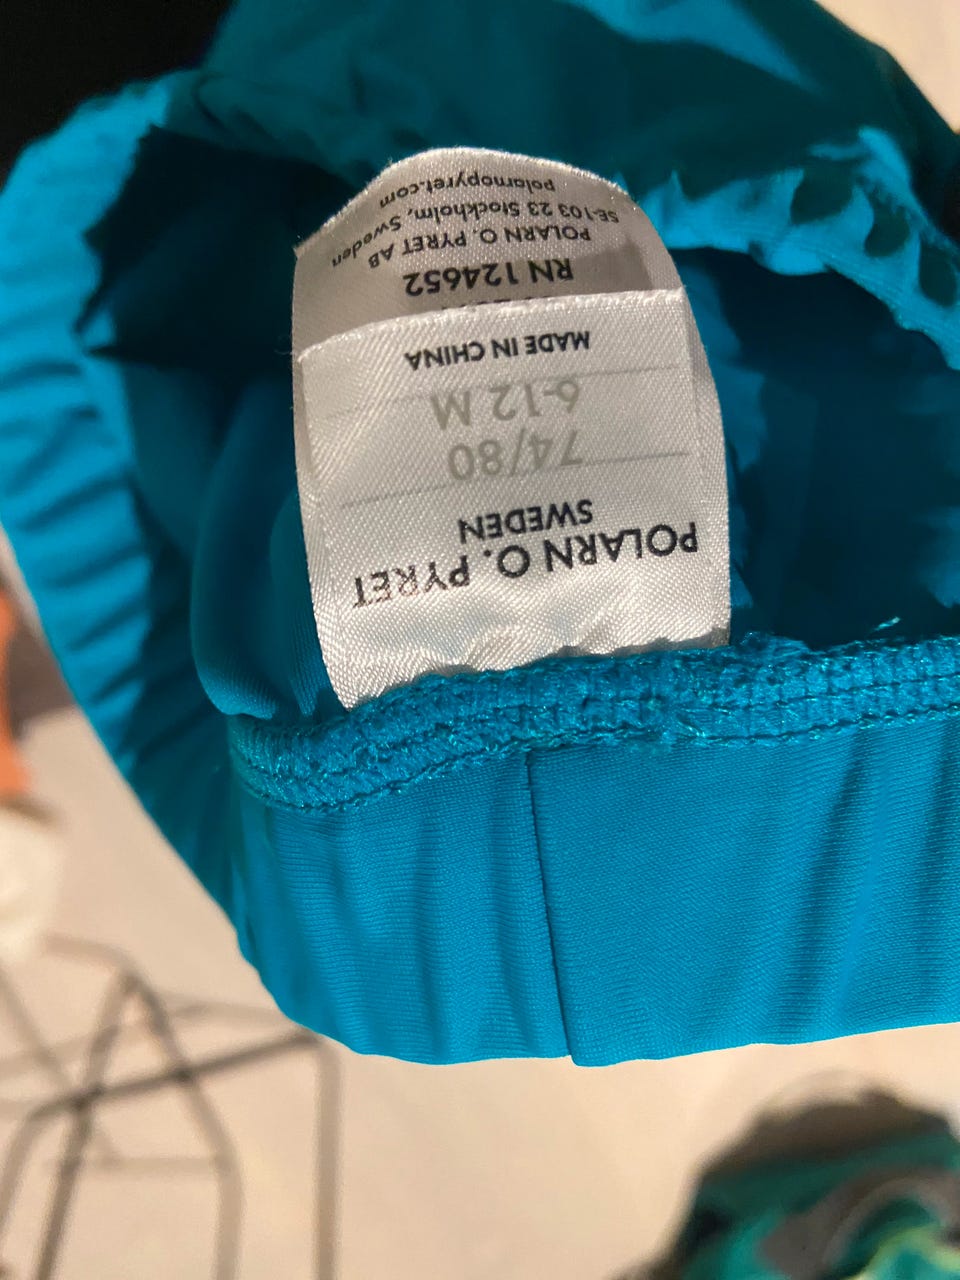 POLARN O. PYRET
SWEDEN
74/80
6-12 M
MADE IN CHINA
RN 124652
POLARN O. PYRET AB
SE-103 23 Stockholm, Sweden
polarnopyret.com